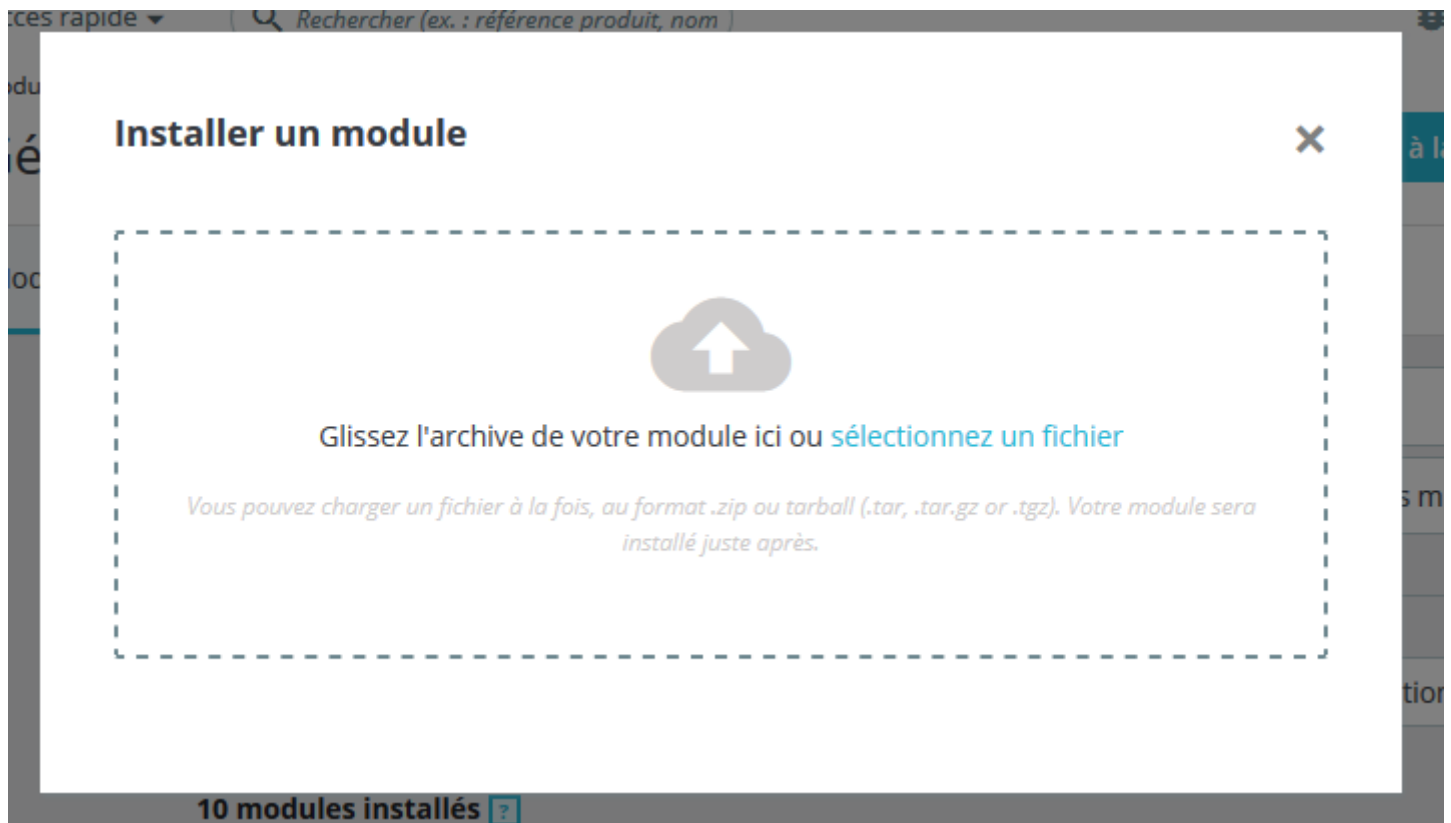 rapide
Rechercher (ex. : référence produit, nom
Installer un module
à
Glissez l'archive de votre module ici ou sélectionnez un fichier
Vous pouvez charger un fichier à la fois, au format .zip ou tarball (.tar, .tar.gz or .tgz). Votre module sera
installé juste après.
10 modules installés ?